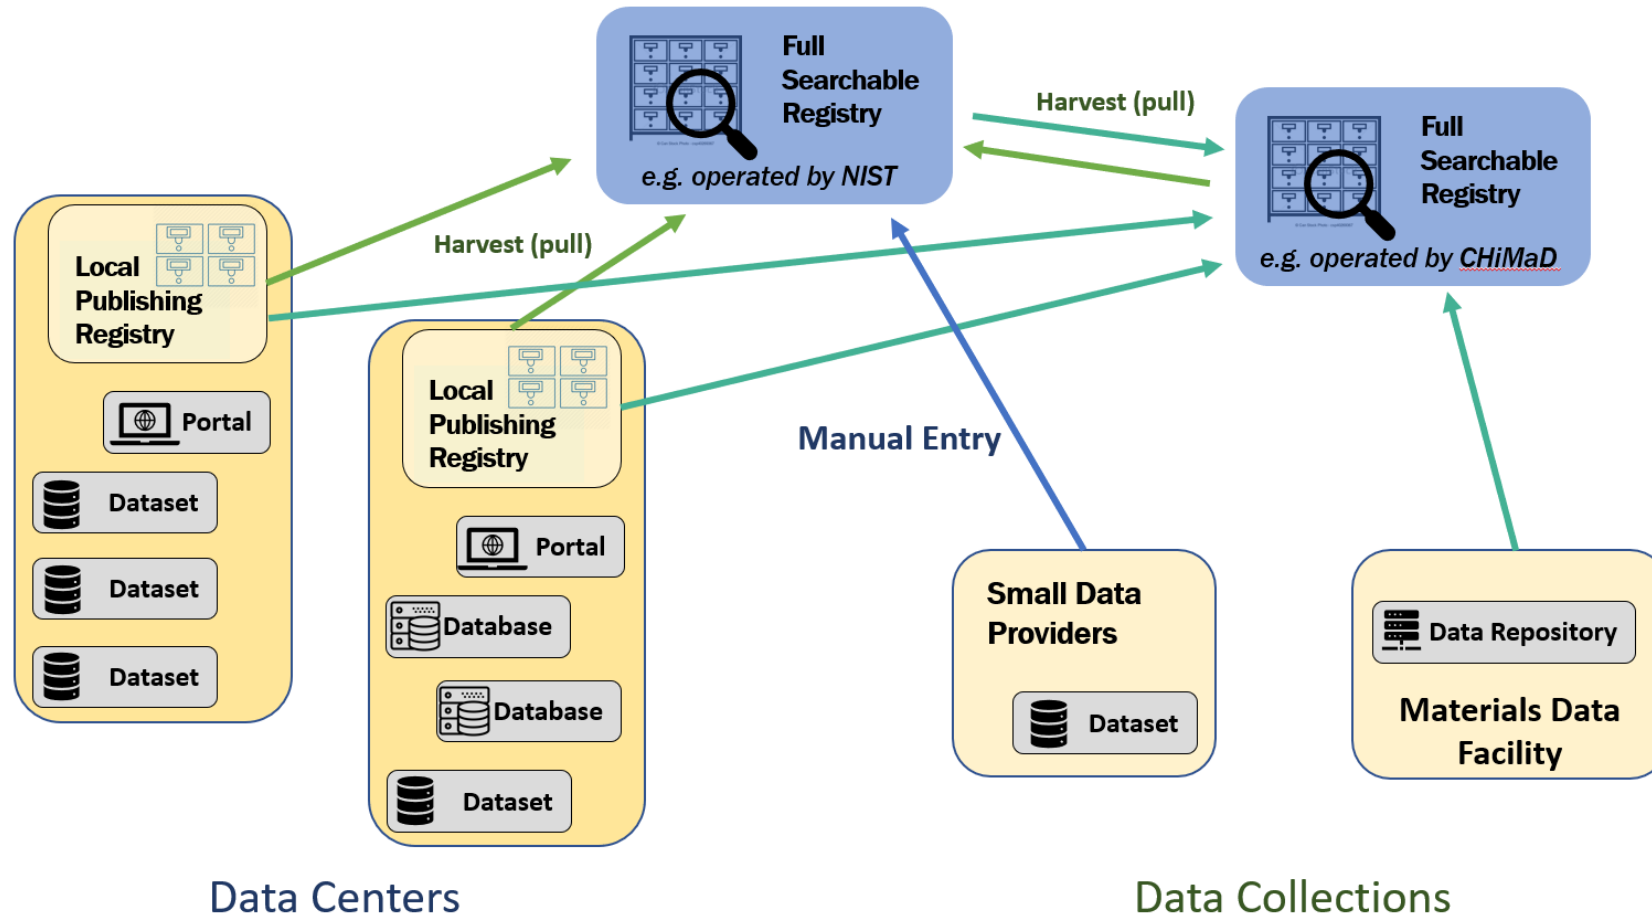 Full
Searchable
Registry
e.g. operated by NIST
Harvest (pull)
Full
Searchable
Registry
e.g. operated by CHiMaD
Harvest (pull)
Local
Publishing
Registry
Portal
Dataset
Dataset
Dataset
Local
Publishing
Registry
Portal
Database
Database
Dataset
Manual Entry
Small Data
Providers
Dataset
Data Repository
Materials Data
Facility
Data Centers
Data Collections